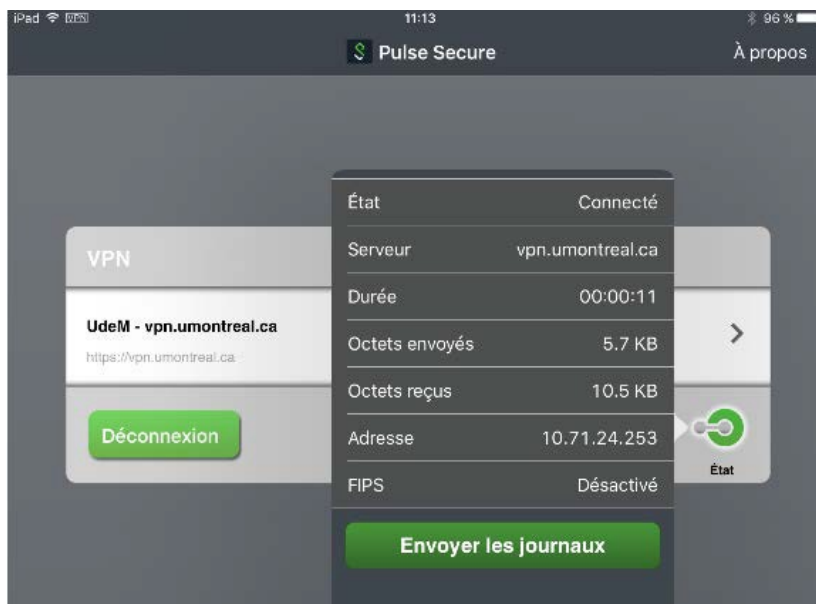 iPad VPN 11:13 96 %
Pulse Secure À propos
État Connecté
VPN
Serveur vpn.umontreal.ca
Durée 00:00:11
UdeM - vpn.umontreal.ca
https://vpn.umontreal.ca
Octets envoyés 5.7 KB
Octets reçus 10.5 KB
Déconnexion
Adresse 10.71.24.253
État
FIPS Désactivé
Envoyer les journaux